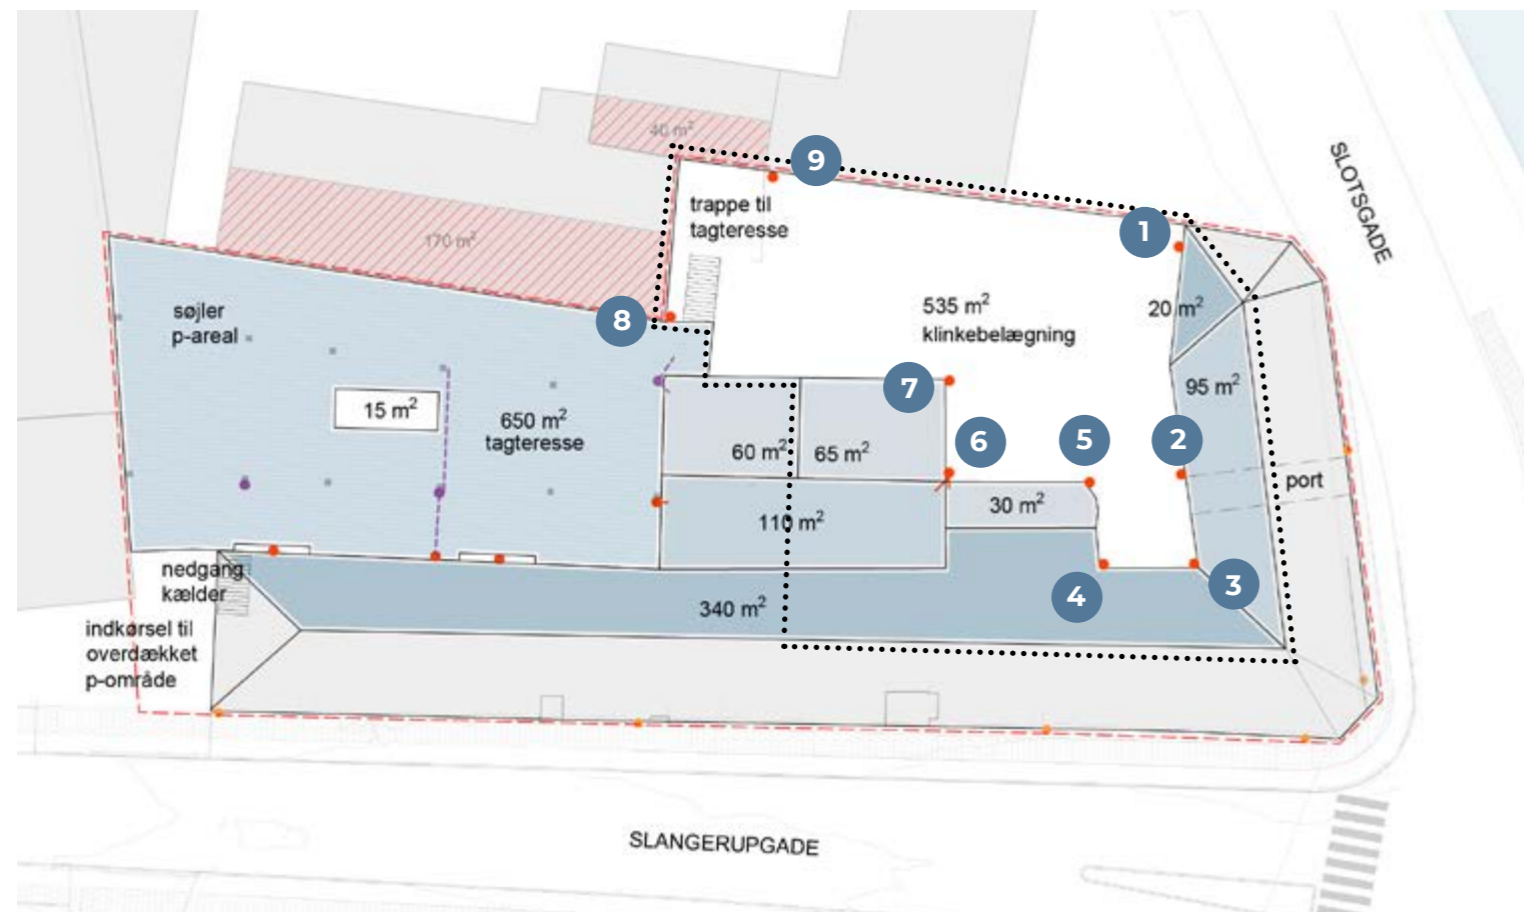 40 m²
9
SLOTSGADE
trappe til
tagteresse
1
170 m²
søjler
p-areal
8
535 m²
klinkebelægning
20 m²
15 m²
650 m²
tagteresse
7
95 m²
60 m²
65 m²
6
5
2
port
110 m²
30 m²
nedgang
kælder
340 m²
4
3
indkørsel til
overdækket
p-område
SLANGERUPGADE